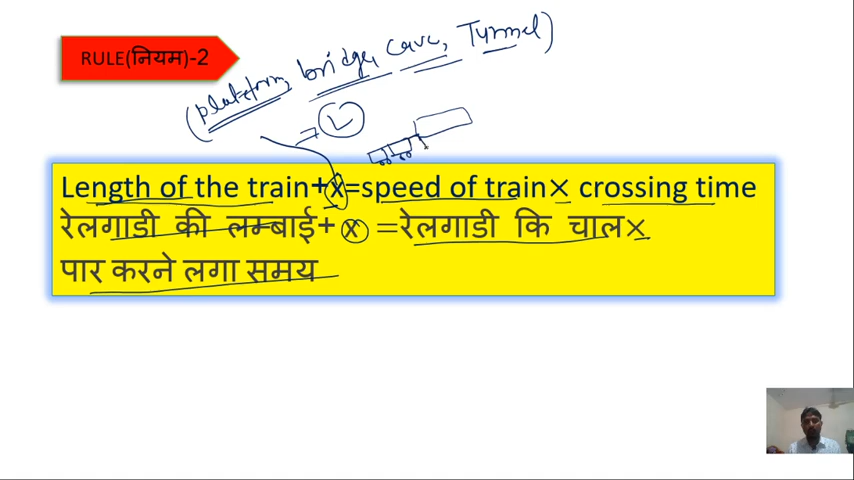 RULE(नियम)-2
(plateform, bridge, cave, Tunnel)
L
Length of the train+x=speed of train× crossing time
रेलगाडी की लम्बाई+ x =रेलगाडी कि चाल×
पार करने लगा समय